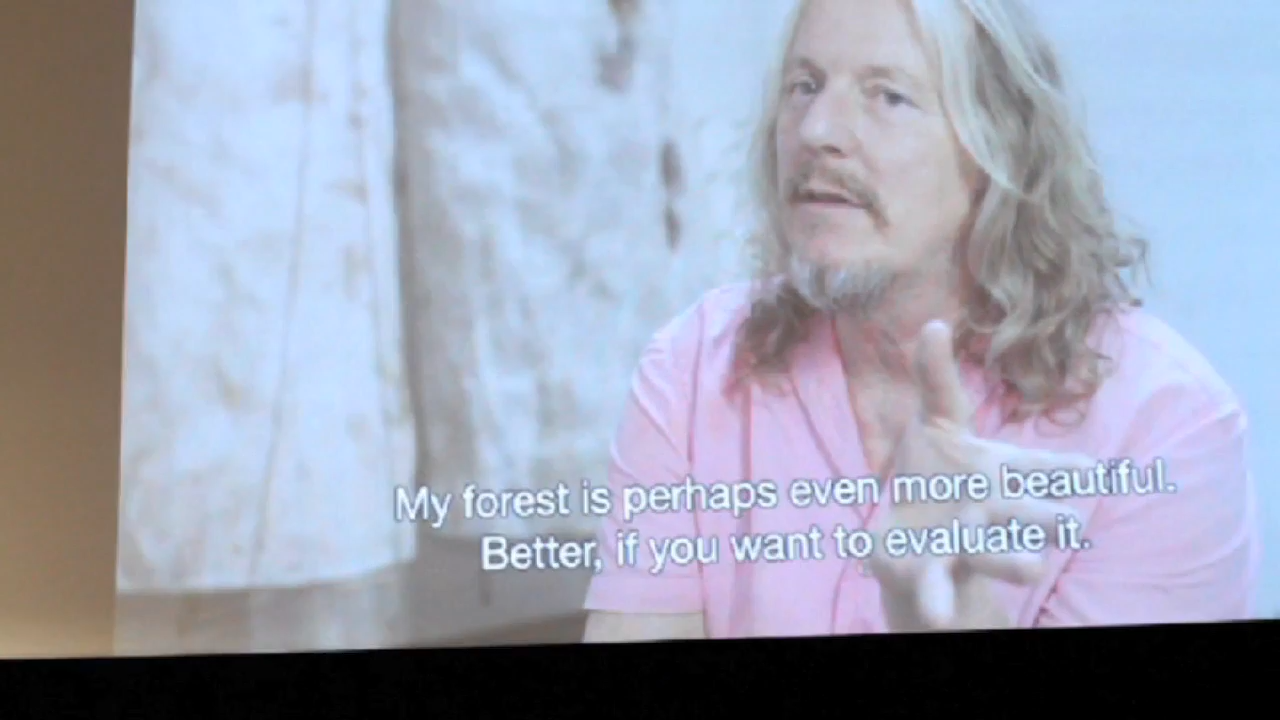 My forest is perhaps even more beautiful.
Better, if you want to evaluate it.